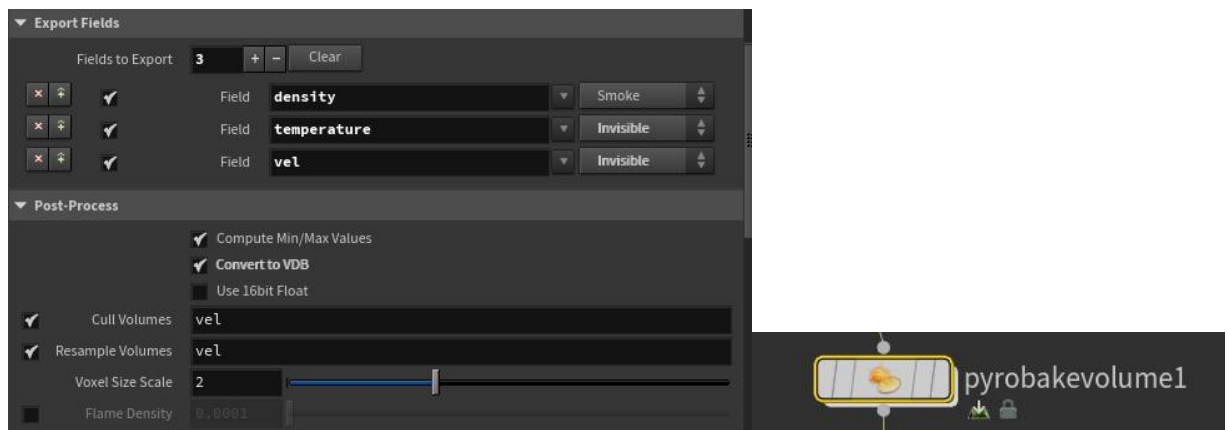 Export Fields
Fields to Export 3 + - Clear
Field density Smoke
Field temperature Invisible
Field vel Invisible
Post-Process
Compute Min/Max Values
Convert to VDB
Use 16bit Float
Cull Volumes vel
Resample Volumes vel
Voxel Size Scale 2
Flame Density 0.0001
pyrobakevolume1